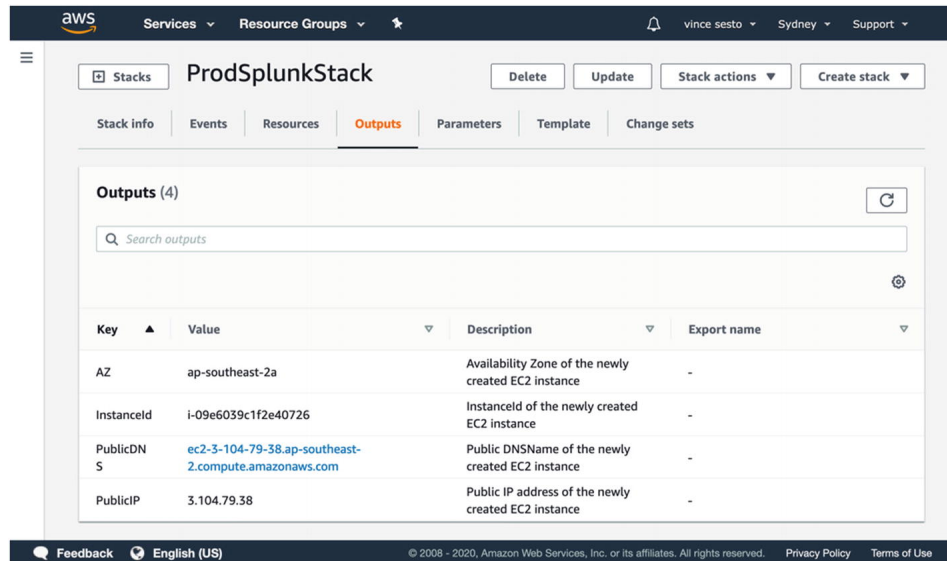 aws Services Resource Groups vince sesto Sydney Support
Stacks ProdSplunkStack Delete Update Stack actions Create stack
Stack info Events Resources Outputs Parameters Template Change sets
Outputs (4)
Search outputs
Key Value Description Export name
AZ ap-southeast-2a Availability Zone of the newly
created EC2 instance -
InstanceId i-09e6039c1f2e40726 InstanceId of the newly created
EC2 instance -
PublicDN ec2-3-104-79-38.ap-southeast- Public DNSName of the newly
S 2.compute.amazonaws.com created EC2 instance -
PublicIP 3.104.79.38 Public IP address of the newly
created EC2 instance -
Feedback English (US) © 2008 - 2020, Amazon Web Services, Inc. or its affiliates. All rights reserved. Privacy Policy Terms of Use